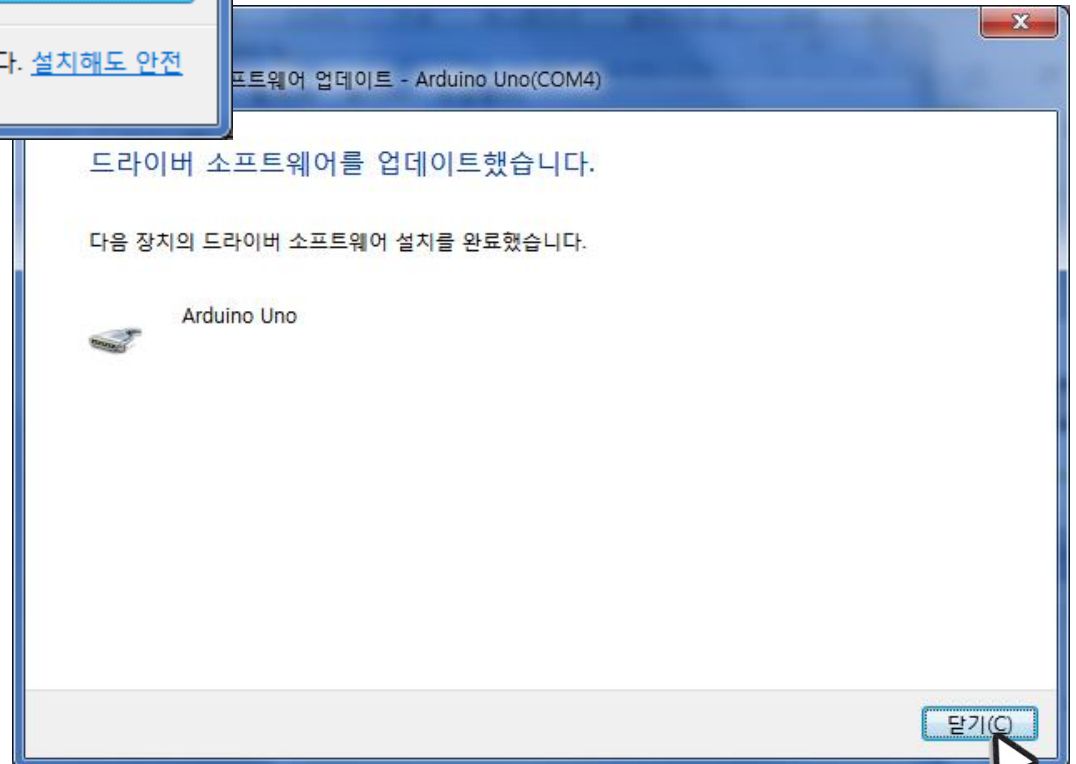 다. 설치해도 안전
프트웨어 업데이트 - Arduino Uno(COM4)
드라이버 소프트웨어를 업데이트했습니다.
다음 장치의 드라이버 소프트웨어 설치를 완료했습니다.
Arduino Uno
닫기(C)